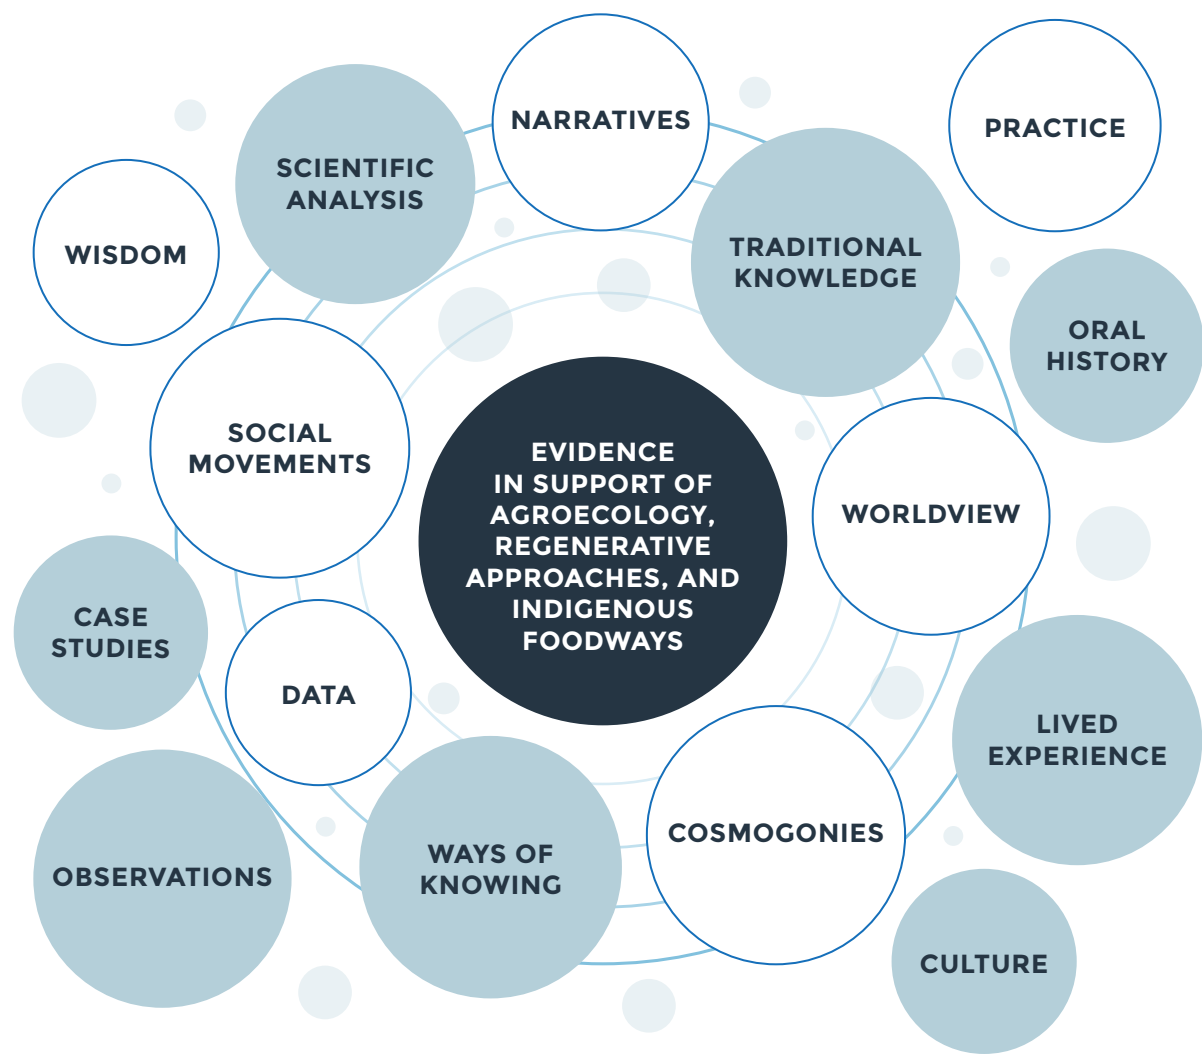 NARRATIVES
PRACTICE
SCIENTIFIC
ANALYSIS
WISDOM
TRADITIONAL
KNOWLEDGE
ORAL
HISTORY
SOCIAL
MOVEMENTS
EVIDENCE
IN SUPPORT OF
AGROECOLOGY,
REGENERATIVE
APPROACHES, AND
INDIGENOUS
FOODWAYS
WORLDVIEW
CASE
STUDIES
DATA
LIVED
EXPERIENCE
OBSERVATIONS
WAYS OF
KNOWING
COSMOGONIES
CULTURE